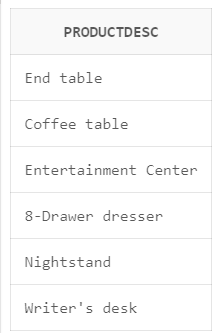 PRODUCTDESC
End table
Coffee table
Entertainment Center
8-Drawer dresser
Nightstand
Writer's desk